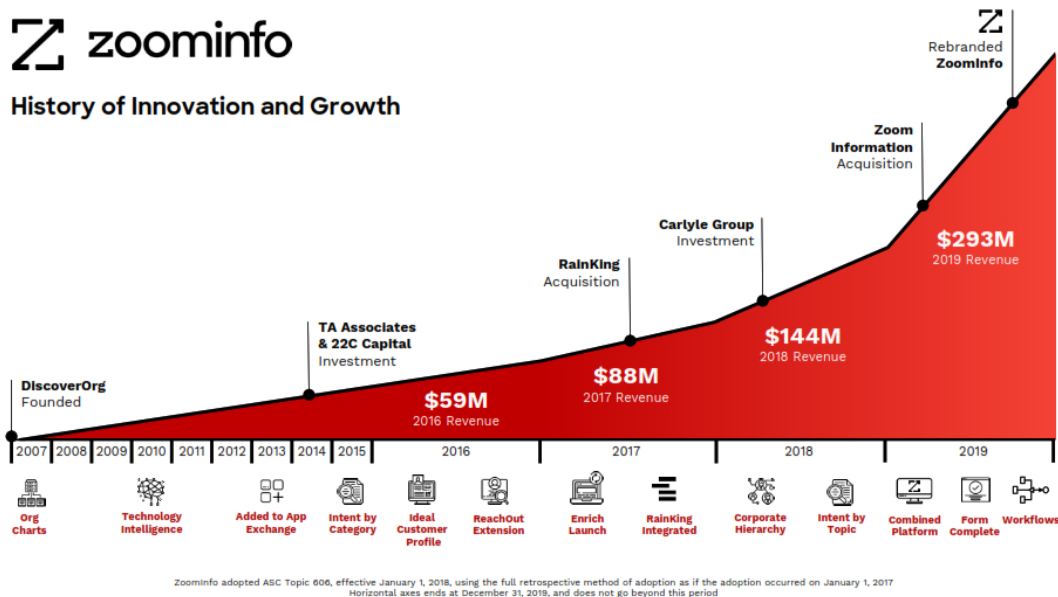 zoominfo
History of Innovation and Growth
Rebranded
ZoomInfo
Zoom
Information
Acquisition
Carlyle Group
Investment
RainKing
Acquisition
TA Associates
& 22C Capital
Investment
DiscoverOrg
Founded
$59M
2016 Revenue
$88M
2017 Revenue
$144M
2018 Revenue
$293M
2019 Revenue
2007 2008 2009 2010 2011 2012 2013 2014 2015 2016 2017 2018 2019
Org
Charts
Technology
Intelligence
Added to App
Exchange
Intent by
Category
Ideal
Customer
Profile
ReachOut
Extension
Enrich
Launch
RainKing
Integrated
Corporate
Hierarchy
Intent by
Topic
Combined
Platform
Form
Complete
Workflows
ZoomInfo adopted ASC Topic 606, effective January 1, 2018, using the full retrospective method of adoption as if the adoption occurred on January 1, 2017
Horizontal axes ends at December 31, 2019, and does not go beyond this period